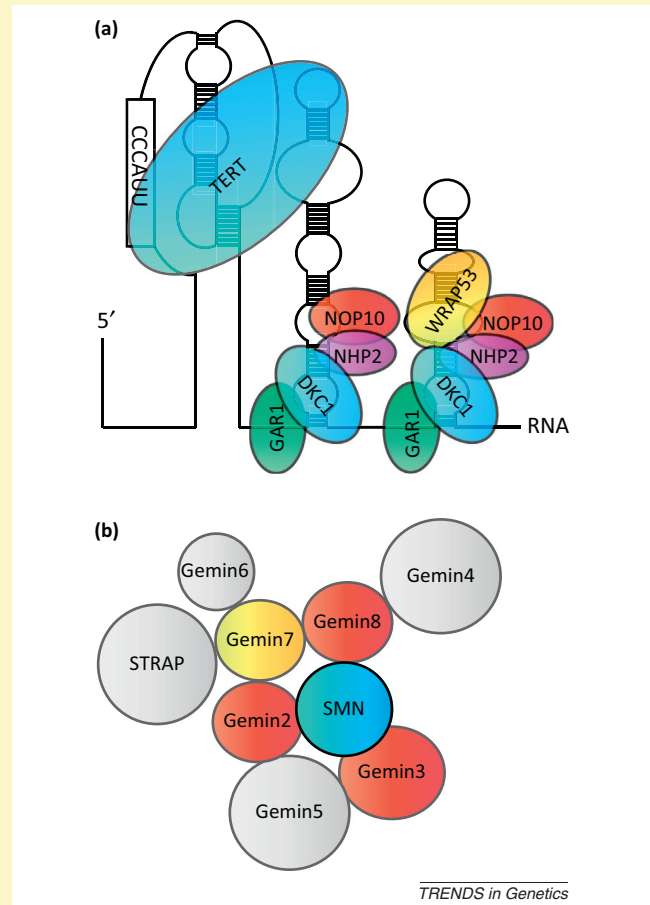 (a)
CCCAUU
TERT
5′
NOP10
NHP2
DKC1
GAR1
WRAP53
NOP10
NHP2
DKC1
GAR1
RNA
(b)
Gemin6
Gemin4
Gemin7
Gemin8
STRAP
Gemin2
SMN
Gemin3
Gemin5
TRENDS in Genetics